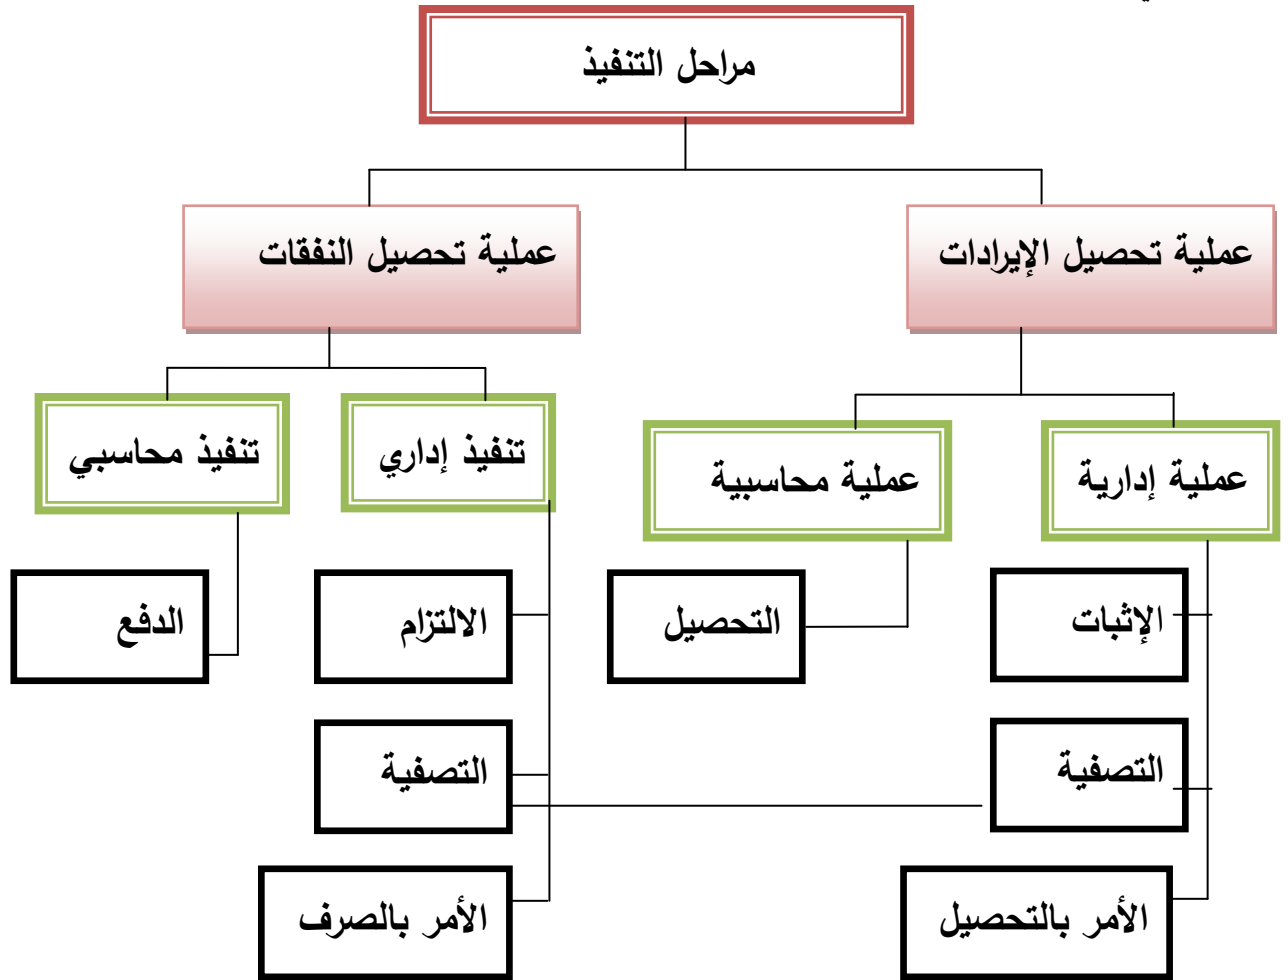 مراحل التنفيذ
عملية تحصيل الإيرادات
عملية تحصيل النفقات
عملية إدارية
عملية محاسبية
تنفيذ إداري
تنفيذ محاسبي
الإثبات
التحصيل
الالتزام
الدفع
التصفية
التصفية
الأمر بالتحصيل
الأمر بالصرف